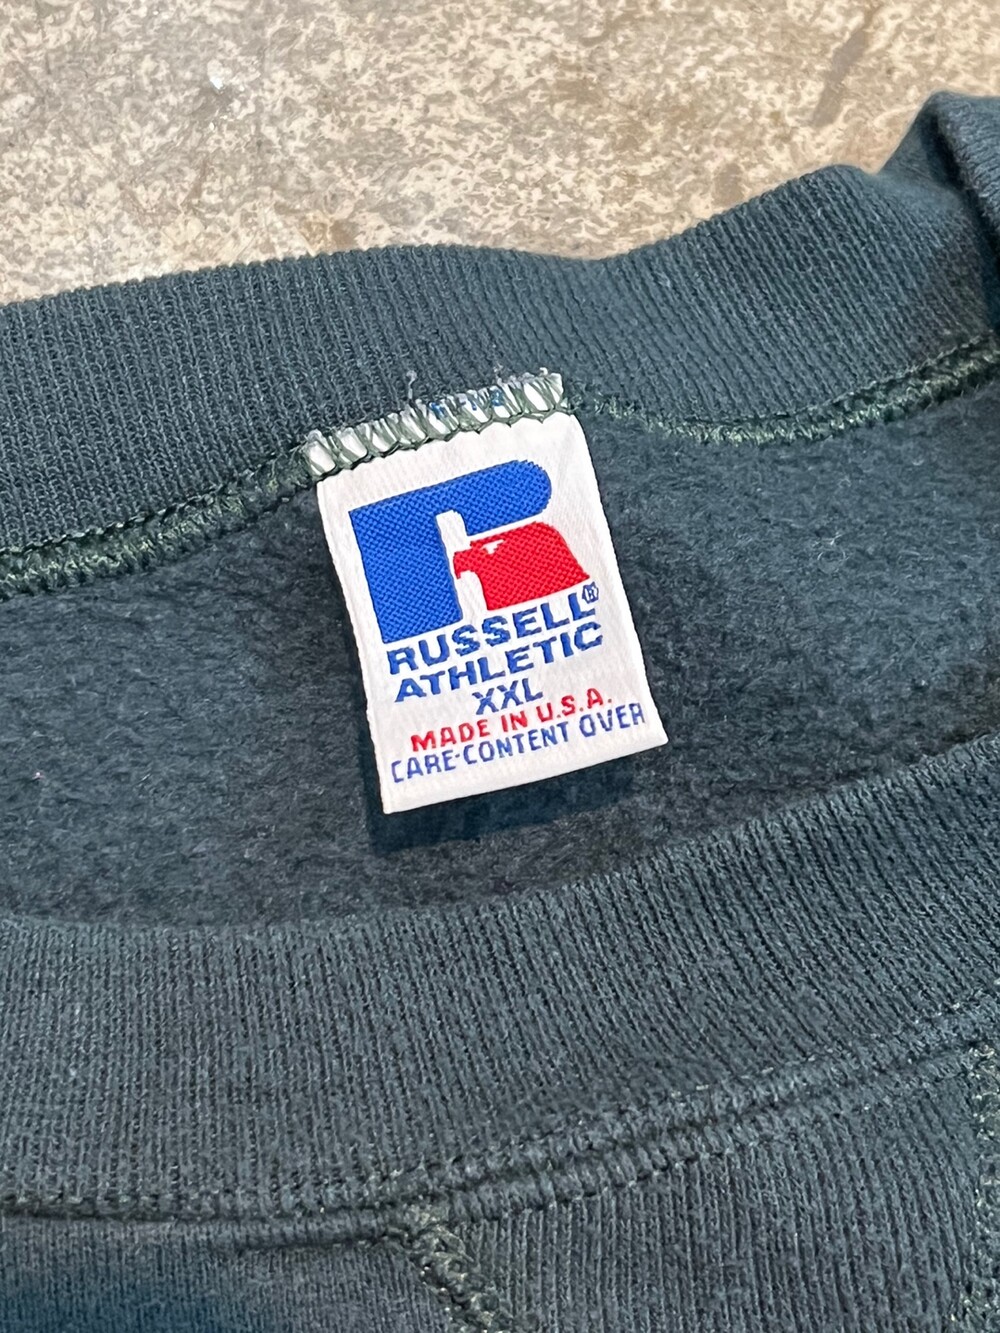 RUSSELL®
ATHLETIC
XXL
MADE IN U.S.A.
CARE-CONTENT OVER